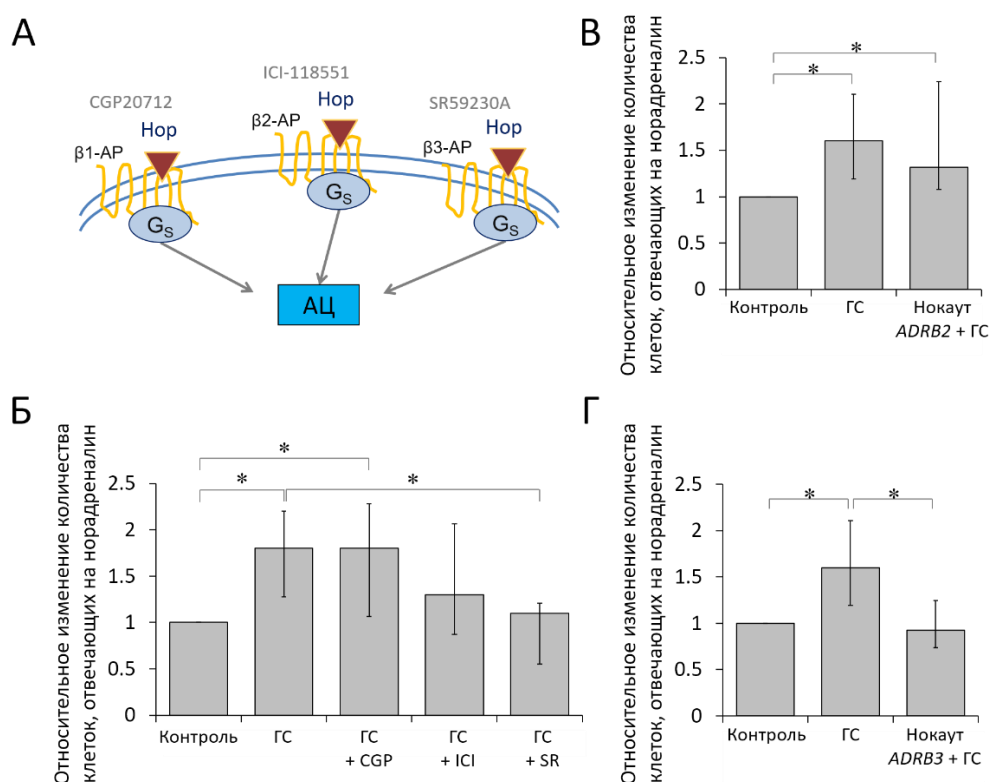 А
ICI-118551
CGP20712
Нор
SR59230A
Нор
β2-АР
Нор
β1-АР
β3-АР
GS
GS
GS
АЦ
В
Относительное изменение количества
клеток, отвечающих на норадреналин
*
*
2.5
2
1.5
1
0.5
0
Контроль
ГС
Нокаут
ADRB2 + ГС
Б
Относительное изменение количества
клеток, отвечающих на норадреналин
*
*
*
2.5
2
1.5
1
0.5
0
Контроль
ГС
ГС
+ CGP
ГС
+ ICI
ГС
+ SR
Г
Относительное изменение количества
клеток, отвечающих на норадреналин
*
*
2.5
2
1.5
1
0.5
0
Контроль
ГС
Нокаут
ADRB3 + ГС